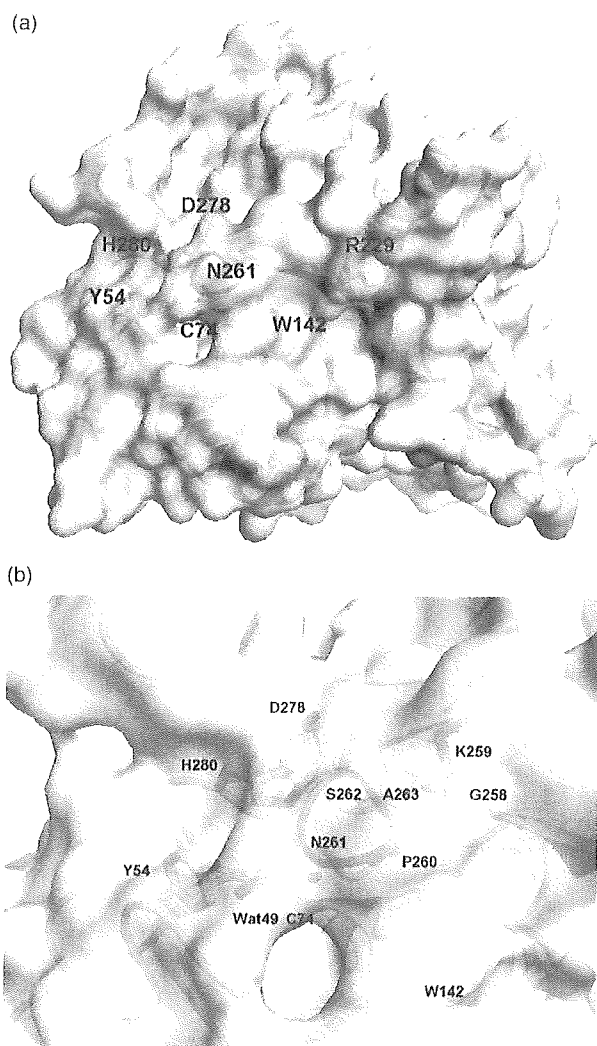 (a)
D278
H280
R229
N261
Y54
C74
W142
(b)
D278
K259
H280
S262
A263
G258
N261
P260
Y54
Wat49
C74
W142